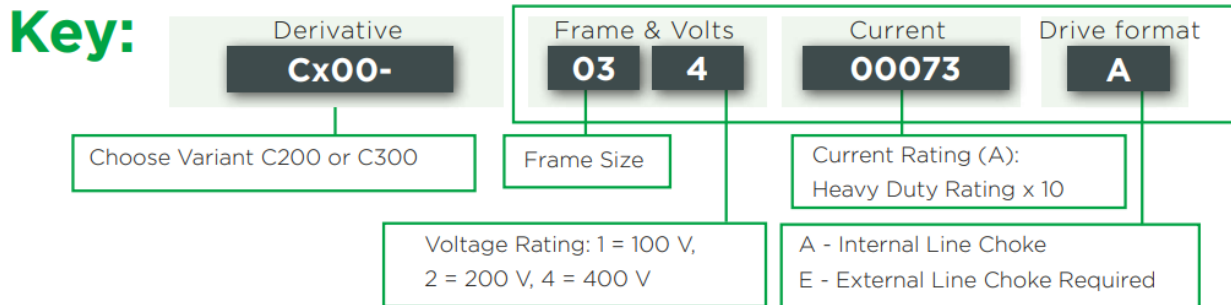 Key:
Derivative
Frame & Volts
Current
Drive format
Cx00-
03
4
00073
A
Choose Variant C200 or C300
Frame Size
Current Rating (A):
Heavy Duty Rating x 10
Voltage Rating: 1 = 100 V,
2 = 200 V, 4 = 400 V
A - Internal Line Choke
E - External Line Choke Required